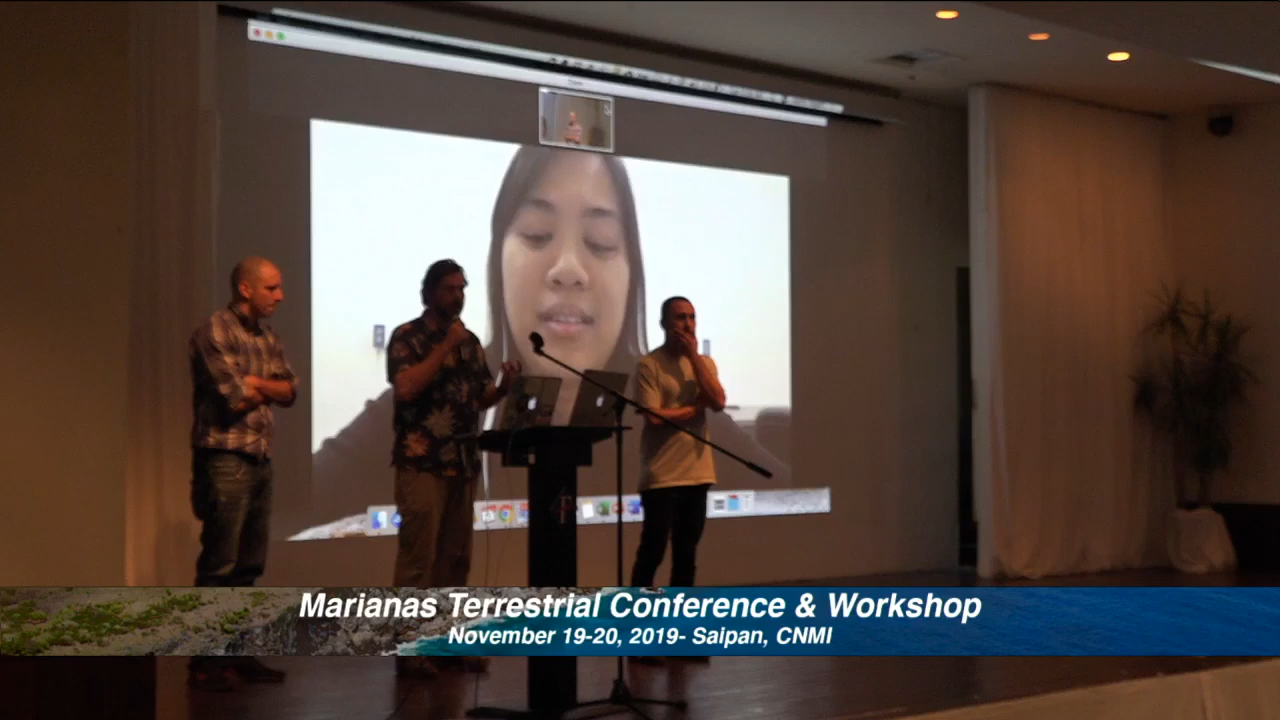 Marianas Terrestrial Conference & Workshop
November 19-20, 2019- Saipan, CNMI